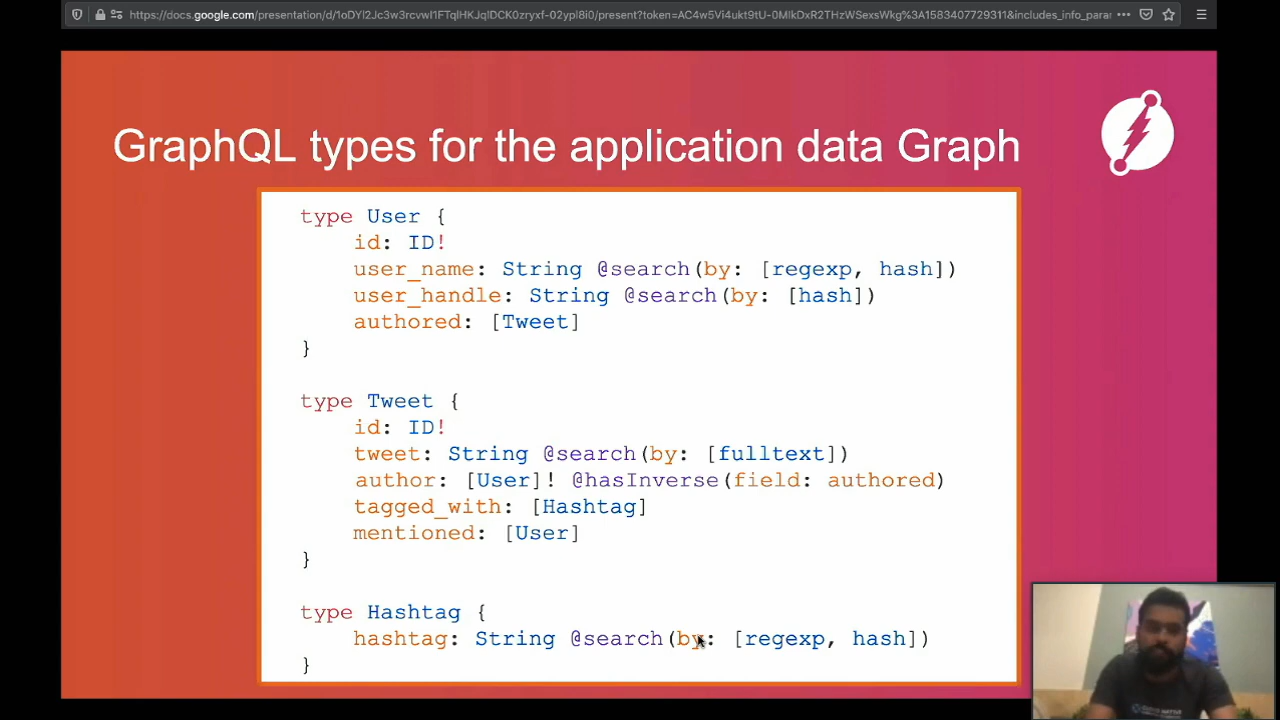 GraphQL types for the application data Graph
type User {
id: ID!
user_name: String @search(by: [regexp, hash])
user_handle: String @search(by: [hash])
authored: [Tweet]
}
type Tweet {
id: ID!
tweet: String @search(by: [fulltext])
author: [User]! @hasInverse(field: authored)
tagged_with: [Hashtag]
mentioned: [User]
}
type Hashtag {
hashtag: String @search(by: [regexp, hash])
}